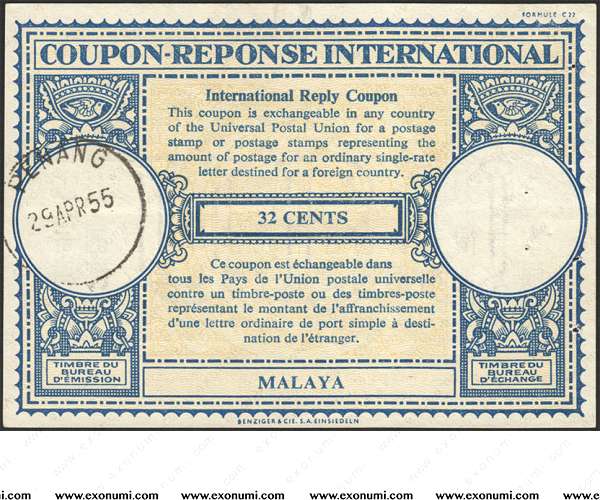 FORMULE C 22
COUPON-REPONSE INTERNATIONAL
International Reply Coupon
This coupon is exchangeable in any country
of the Universal Postal Union for a postage
stamp or postage stamps representing the
amount of postage for an ordinary single-rate
letter destined for a foreign country.
PENANG
29 APR 55
32 CENTS
Ce coupon est échangeable dans
tous les Pays de l'Union postale universelle
contre un timbre-poste ou des timbres-poste
représentant le montant de l'affranchissement
d'une lettre ordinaire de port simple à desti-
nation de l'étranger.
TIMBRE DU
BUREAU
D'ÉMISSION
MALAYA
TIMBRE DU
BUREAU
D'ÉCHANGE
BENZIGER & CIE. S.A. EINSIEDELN
ni.com www.exonumi.com www.exonumi.com www.exonumi.com www.exonumi.com www.